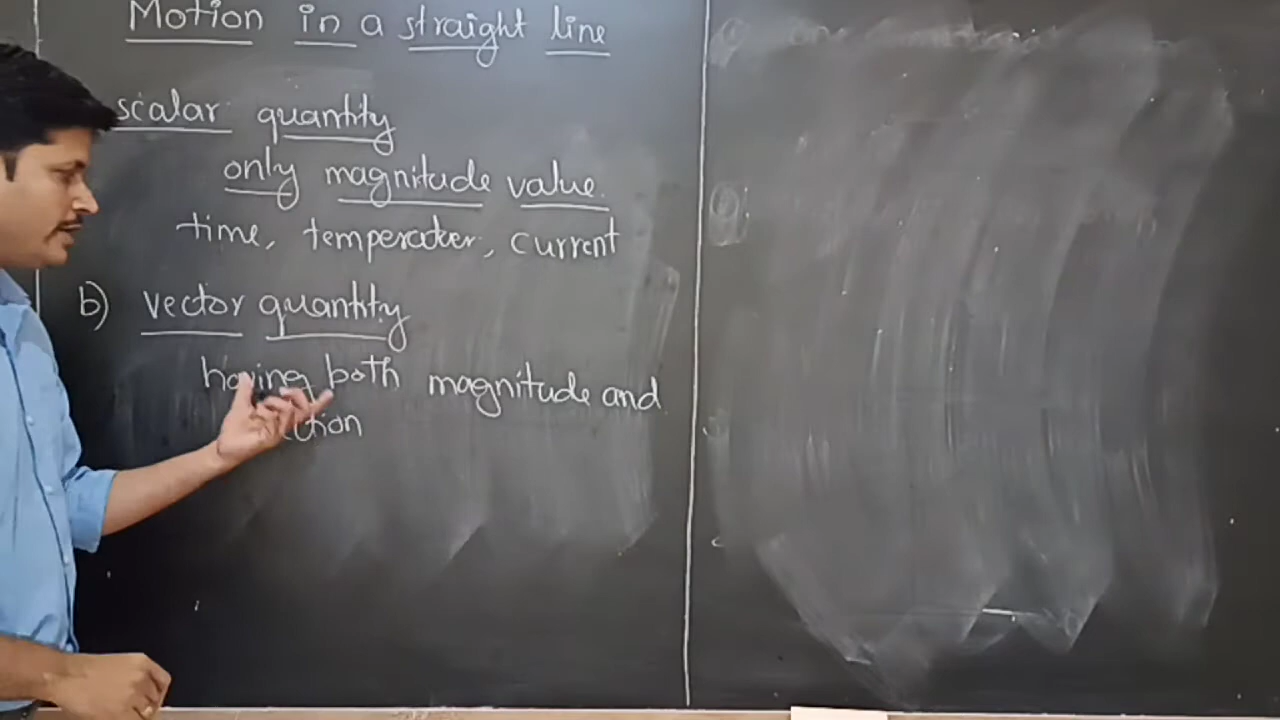 Motion in a straight line
scalar quantity
only magnitude value.
time, temperature, current
b) vector quantity
having both magnitude and
ction